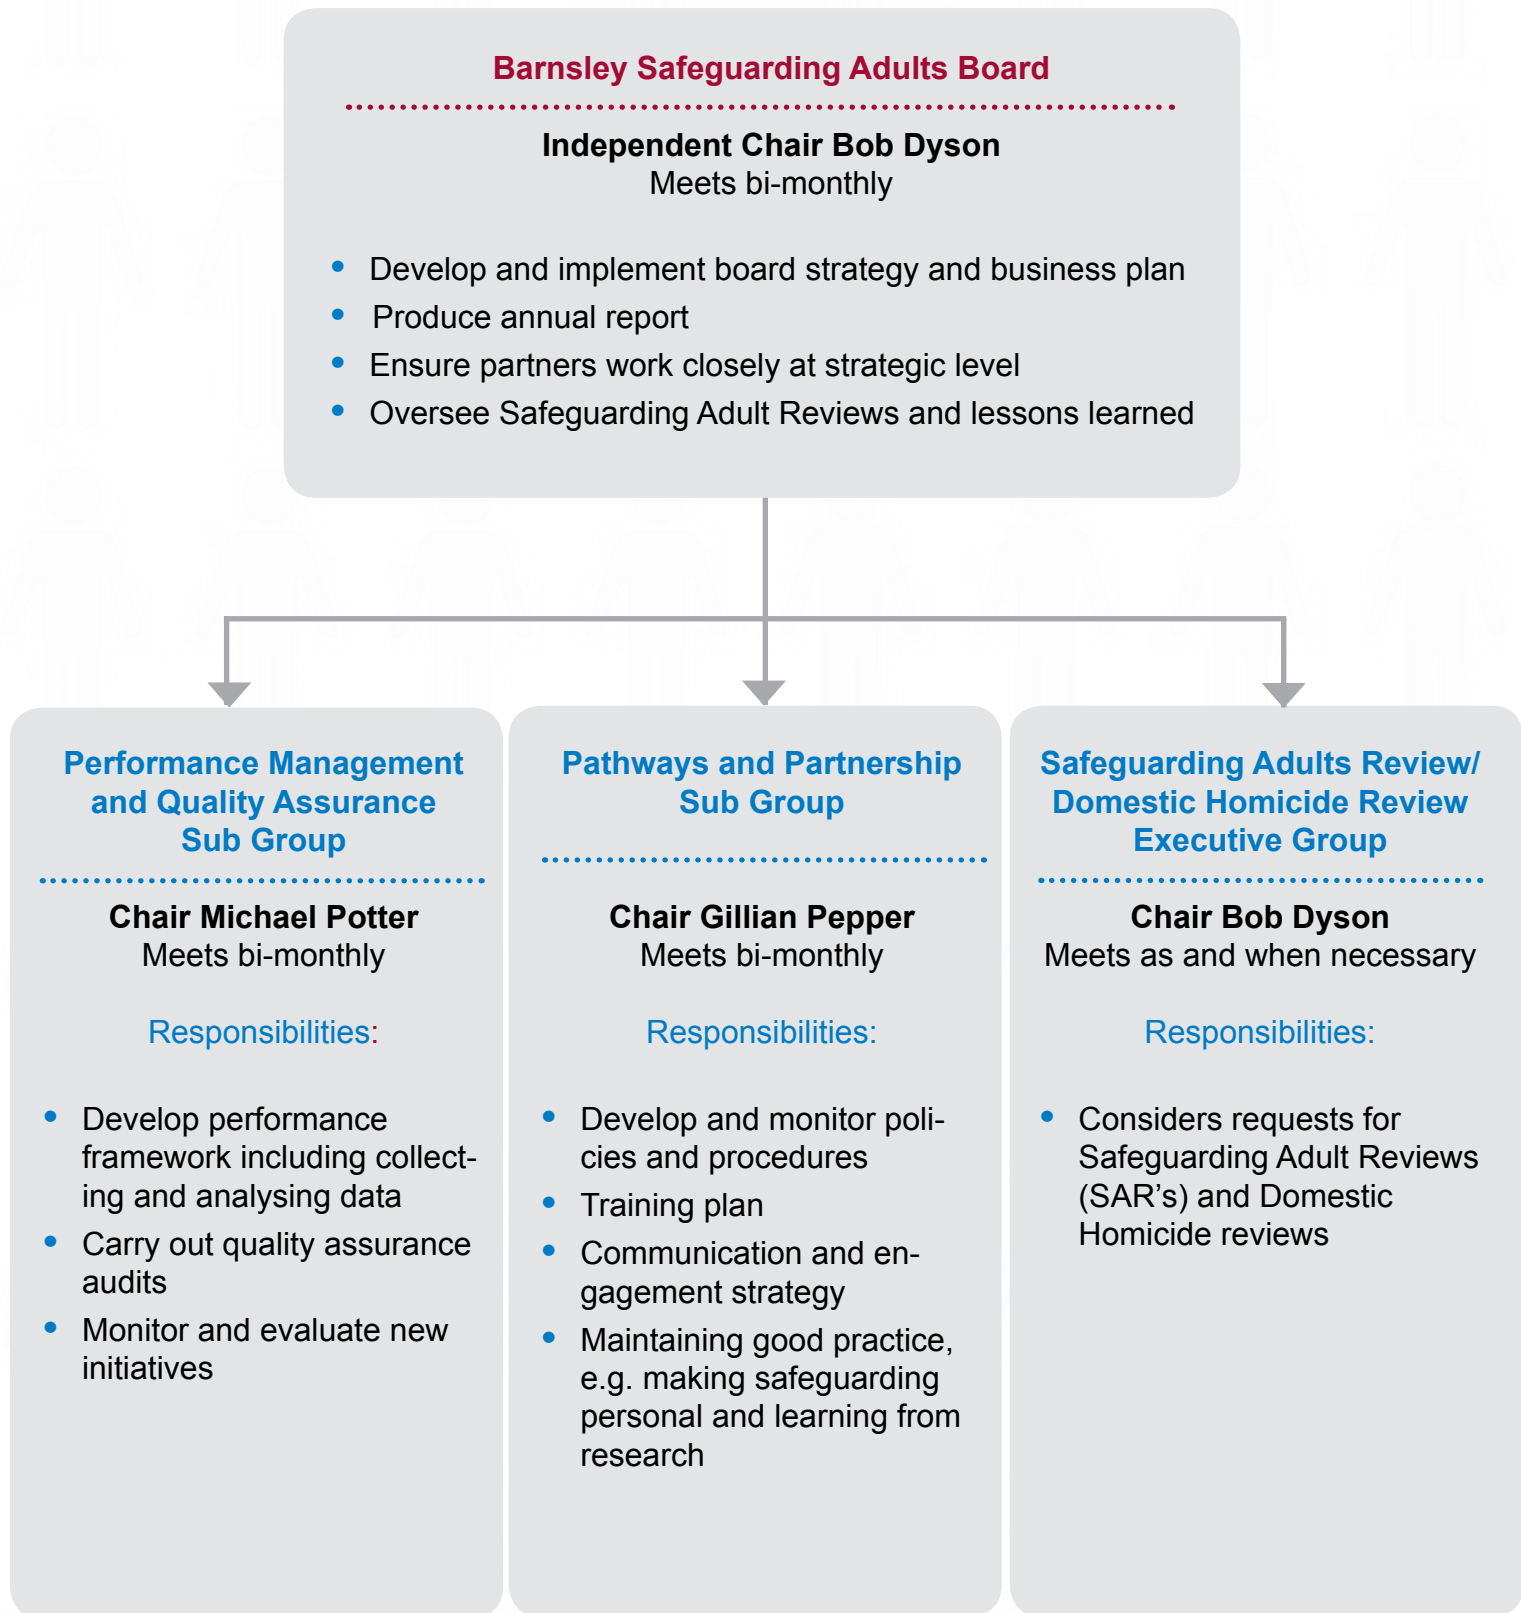 Barnsley Safeguarding Adults Board
Independent Chair Bob Dyson
Meets bi-monthly
• Develop and implement board strategy and business plan
• Produce annual report
• Ensure partners work closely at strategic level
• Oversee Safeguarding Adult Reviews and lessons learned
Performance Management
and Quality Assurance
Sub Group
Chair Michael Potter
Meets bi-monthly
Responsibilities:
• Develop performance
framework including collect-
ing and analysing data
• Carry out quality assurance
audits
• Monitor and evaluate new
initiatives
Pathways and Partnership
Sub Group
Chair Gillian Pepper
Meets bi-monthly
Responsibilities:
• Develop and monitor poli-
cies and procedures
• Training plan
• Communication and en-
gagement strategy
• Maintaining good practice,
e.g. making safeguarding
personal and learning from
research
Safeguarding Adults Review/
Domestic Homicide Review
Executive Group
Chair Bob Dyson
Meets as and when necessary
Responsibilities:
• Considers requests for
Safeguarding Adult Reviews
(SAR's) and Domestic
Homicide reviews